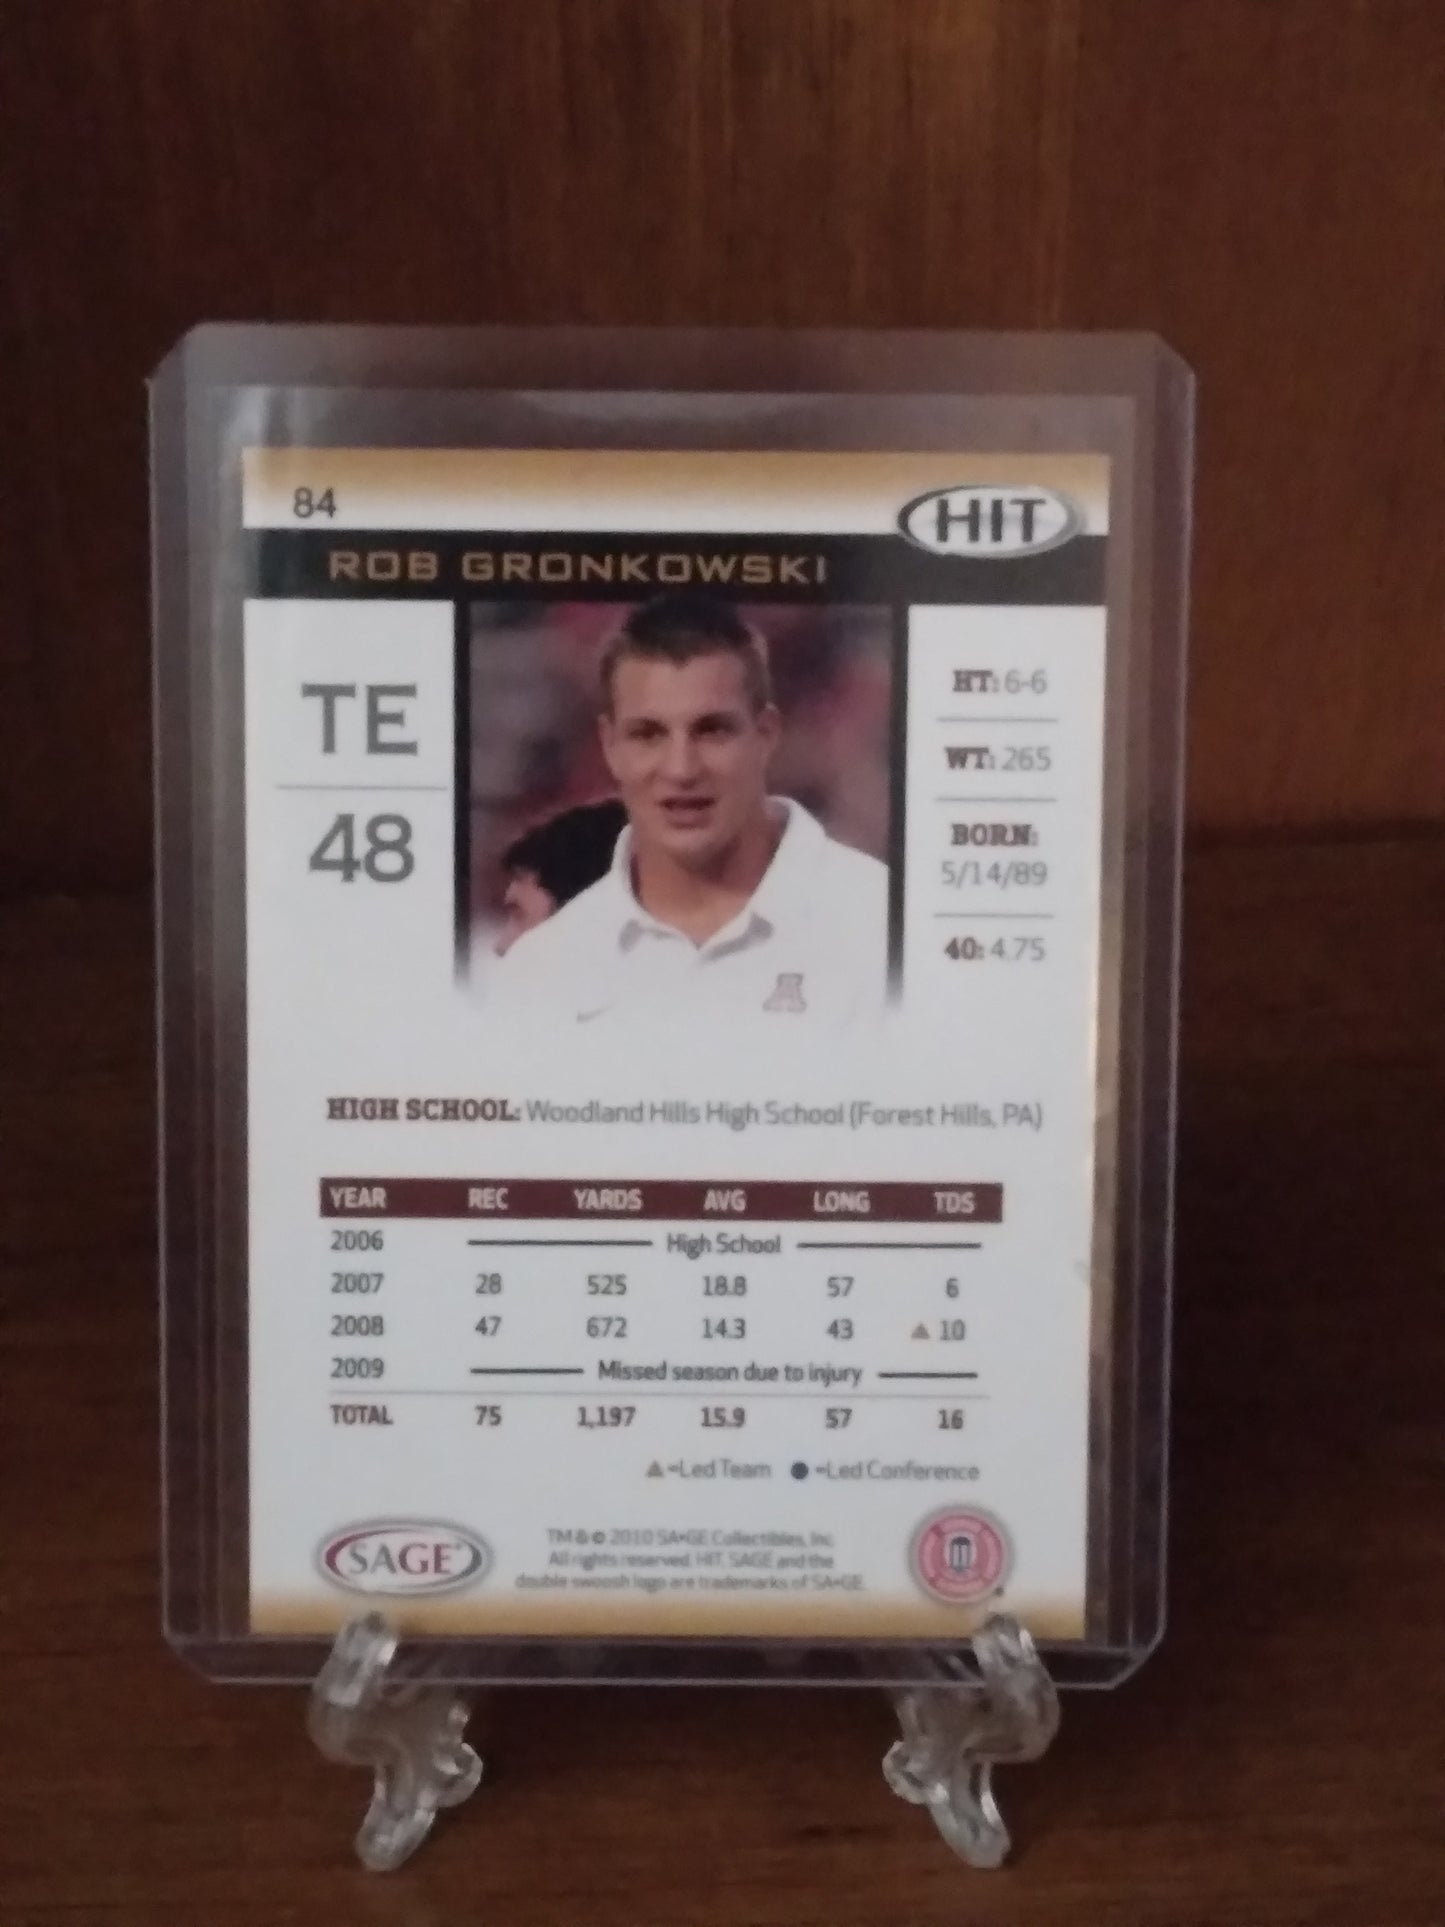 84
HIT
ROB GRONKOWSKI
TE
48
HT: 6-6
WT: 265
BORN:
5/14/89
40: 4.75
A
HIGH SCHOOL: Woodland Hills High School (Forest Hills, PA)
YEAR REC YARDS AVG LONG TDS
2006 High School
2007 28 525 18.8 57 6
2008 47 672 14.3 43 ▲ 10
2009 Missed season due to injury
TOTAL 75 1,197 15.9 57 16
▲=Led Team ●=Led Conference
SAGE
TM & © 2010 SA•GE Collectibles, Inc
All rights reserved. HIT, SAGE and the
double swoosh logo are trademarks of SA•GE